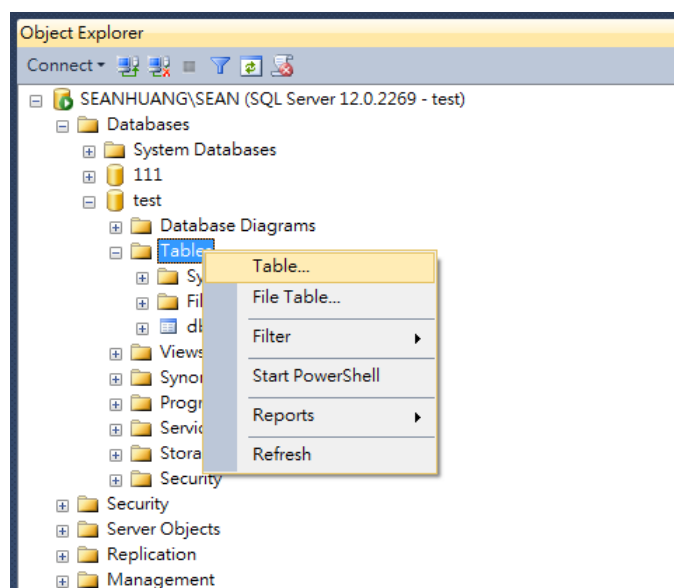 Object Explorer
Connect
SEANHUANG\SEAN (SQL Server 12.0.2269 - test)
Databases
System Databases
111
test
Database Diagrams
Table
Table...
Sy
File Table...
Fil
db
Filter
Views
Start PowerShell
Synor
Progr
Reports
Servic
Stora
Refresh
Security
Security
Server Objects
Replication
Management